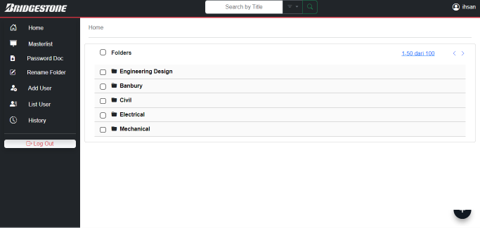 BRIDGESTONE
Search by Title
ihsan
Home
Masterlist
Password Doc
Rename Folder
Add User
List User
History
Log Out
Home
Folders
1-50 dari 100
Engineering Design
Banbury
Civil
Electrical
Mechanical